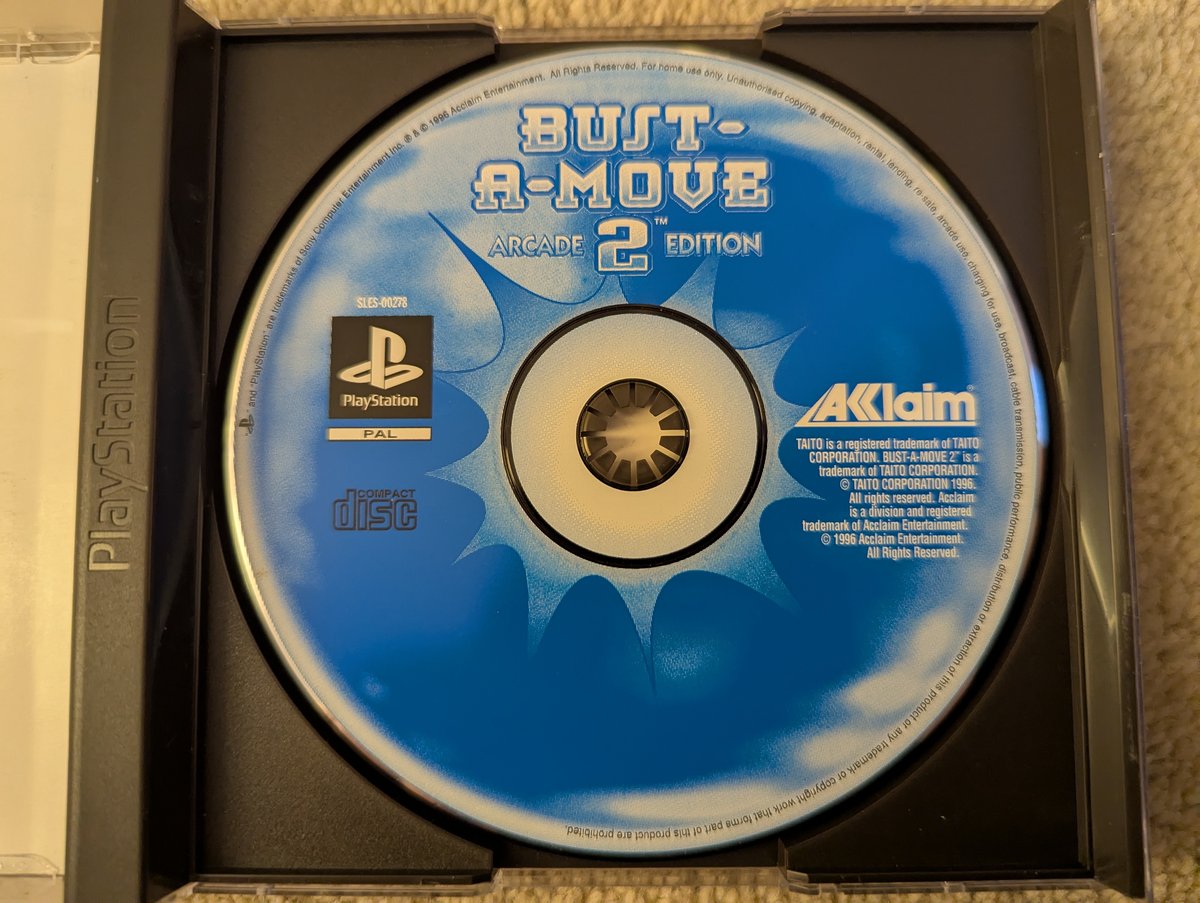 PlayStation
" " and "PlayStation" are trademarks of Sony Computer Entertainment Inc. ® & © 1996 Acclaim Entertainment. All Rights Reserved. For home use only. Unauthorised copying, adaptation, rental, lending, re-sale, arcade use, charging for use, broadcast, cable transmission, public performance, distribution or extraction of this product or any trademark or copyright work that forms part of this product are prohibited.
BUST-
A-MOVE
ARCADE 2™ EDITION
SLES-00278
PlayStation
PAL
COMPACT
disc
AKKlaim®
TAITO is a registered trademark of TAITO
CORPORATION. BUST-A-MOVE 2™ is a
trademark of TAITO CORPORATION.
© TAITO CORPORATION 1996.
All rights reserved. Acclaim
is a division and registered
trademark of Acclaim Entertainment.
© 1996 Acclaim Entertainment.
All Rights Reserved.